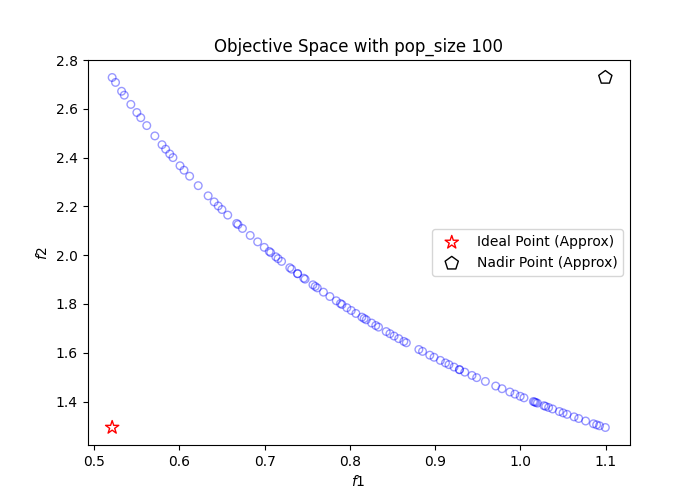 Objective Space with pop_size 100
2.8
2.6
2.4
2.2
2.0
1.8
1.6
1.4
f2
Ideal Point (Approx)
Nadir Point (Approx)
0.5 0.6 0.7 0.8 0.9 1.0 1.1
f1